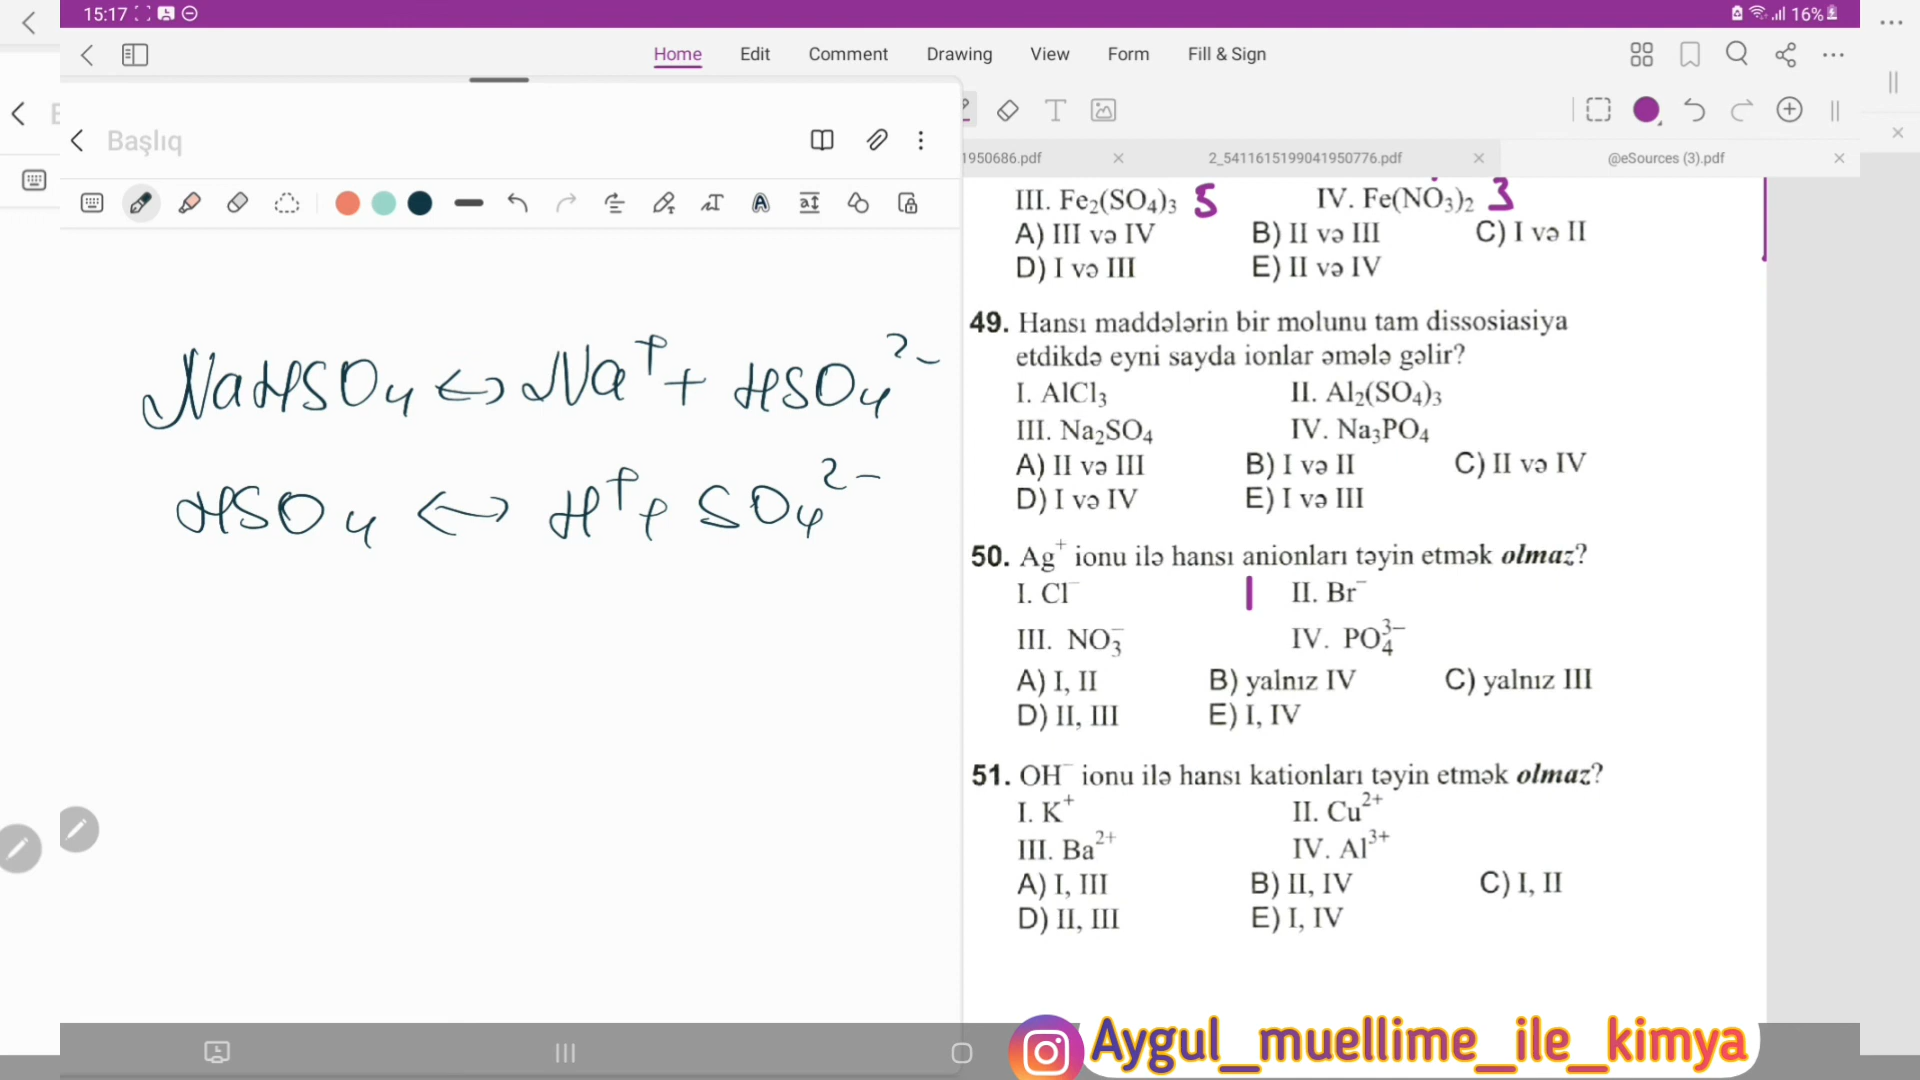 15:17 16%
Home Edit Comment Drawing View Form Fill & Sign
Başlıq
1950686.pdf 2_5411615199041950776.pdf @eSources (3).pdf
NaHSO₄ ↔ Na⁺ + HSO₄²⁻
HSO₄ ↔ H⁺ + SO₄²⁻
III. Fe₂(SO₄)₃ 5 IV. Fe(NO₃)₂ 3
A) III və IV B) II və III C) I və II
D) I və III E) II və IV
49. Hansı maddələrin bir molunu tam dissosiasiya
etdikdə eyni sayda ionlar əmələ gəlir?
I. AlCl₃ II. Al₂(SO₄)₃
III. Na₂SO₄ IV. Na₃PO₄
A) II və III B) I və II C) II və IV
D) I və IV E) I və III
50. Ag⁺ ionu ilə hansı anionları təyin etmək olmaz?
I. Cl⁻ II. Br⁻
III. NO₃⁻ IV. PO₄³⁻
A) I, II B) yalnız IV C) yalnız III
D) II, III E) I, IV
51. OH⁻ ionu ilə hansı kationları təyin etmək olmaz?
I. K⁺ II. Cu²⁺
III. Ba²⁺ IV. Al³⁺
A) I, III B) II, IV C) I, II
D) II, III E) I, IV
Aygul_muellime_ile_kimya